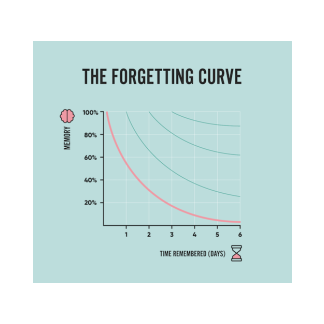 THE FORGETTING CURVE
100%
MEMORY
80%
60%
40%
20%
1 2 3 4 5 6
TIME REMEMBERED (DAYS)